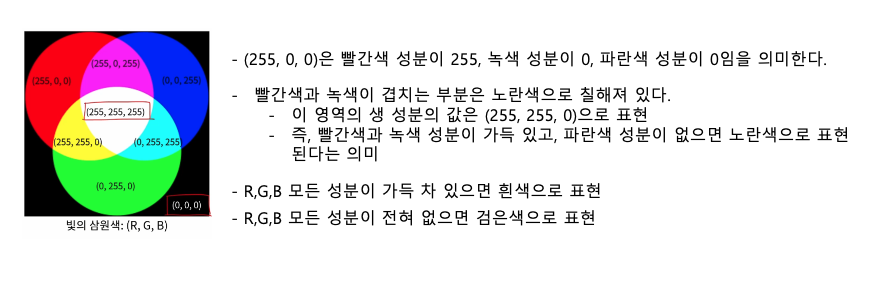 (255, 0, 255)
(255, 0, 0)
(0, 0, 255)
(255, 255, 255)
(255, 255, 0)
(0, 255, 255
(0, 255, 0)
(0, 0, 0)
빛의 삼원색: (R, G, B)
- (255, 0, 0)은 빨간색 성분이 255, 녹색 성분이 0, 파란색 성분이 0임을 의미한다.
- 빨간색과 녹색이 겹치는 부분은 노란색으로 칠해져 있다.
- 이 영역의 생 성분의 값은 (255, 255, 0)으로 표현
- 즉, 빨간색과 녹색 성분이 가득 있고, 파란색 성분이 없으면 노란색으로 표현
된다는 의미
- R,G,B 모든 성분이 가득 차 있으면 흰색으로 표현
- R,G,B 모든 성분이 전혀 없으면 검은색으로 표현